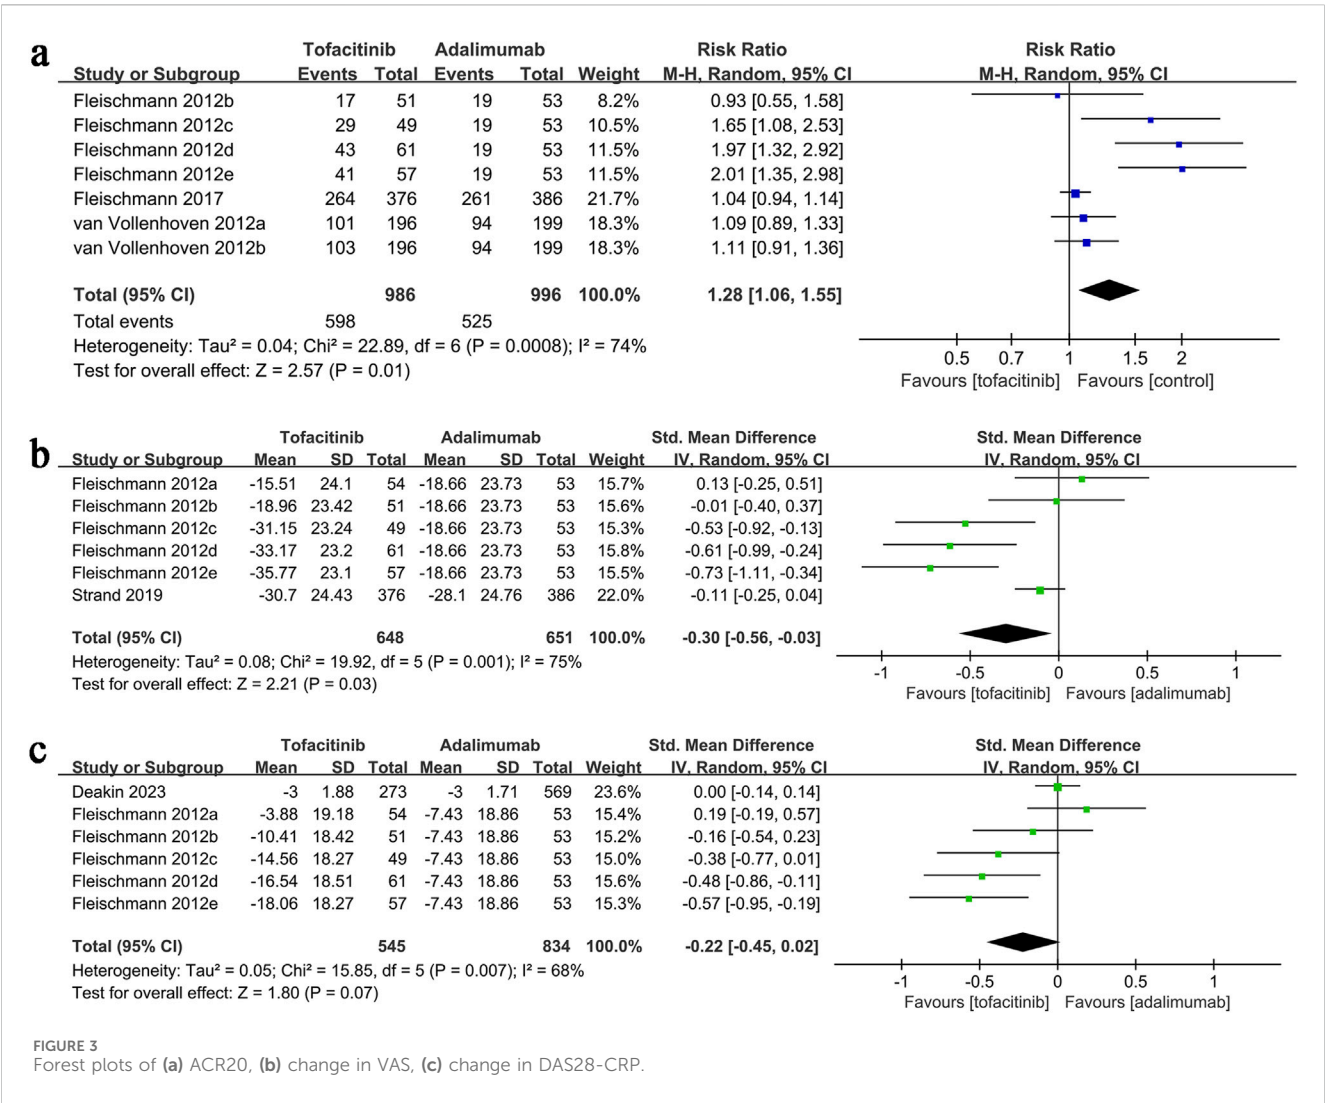 a
Tofacitinib Adalimumab Risk Ratio Risk Ratio
Study or Subgroup Events Total Events Total Weight M-H, Random, 95% CI M-H, Random, 95% CI
Fleischmann 2012b 17 51 19 53 8.2% 0.93 [0.55, 1.58]
Fleischmann 2012c 29 49 19 53 10.5% 1.65 [1.08, 2.53]
Fleischmann 2012d 43 61 19 53 11.5% 1.97 [1.32, 2.92]
Fleischmann 2012e 41 57 19 53 11.5% 2.01 [1.35, 2.98]
Fleischmann 2017 264 376 261 386 21.7% 1.04 [0.94, 1.14]
van Vollenhoven 2012a 101 196 94 199 18.3% 1.09 [0.89, 1.33]
van Vollenhoven 2012b 103 196 94 199 18.3% 1.11 [0.91, 1.36]
Total (95% CI) 986 996 100.0% 1.28 [1.06, 1.55]
Total events 598 525
Heterogeneity: Tau² = 0.04; Chi² = 22.89, df = 6 (P = 0.0008); I² = 74%
Test for overall effect: Z = 2.57 (P = 0.01)
0.5 0.7 1 1.5 2
Favours [tofacitinib] Favours [control]
b
Tofacitinib Adalimumab Std. Mean Difference Std. Mean Difference
Study or Subgroup Mean SD Total Mean SD Total Weight IV, Random, 95% CI IV, Random, 95% CI
Fleischmann 2012a -15.51 24.1 54 -18.66 23.73 53 15.7% 0.13 [-0.25, 0.51]
Fleischmann 2012b -18.96 23.42 51 -18.66 23.73 53 15.6% -0.01 [-0.40, 0.37]
Fleischmann 2012c -31.15 23.24 49 -18.66 23.73 53 15.3% -0.53 [-0.92, -0.13]
Fleischmann 2012d -33.17 23.2 61 -18.66 23.73 53 15.8% -0.61 [-0.99, -0.24]
Fleischmann 2012e -35.77 23.1 57 -18.66 23.73 53 15.5% -0.73 [-1.11, -0.34]
Strand 2019 -30.7 24.43 376 -28.1 24.76 386 22.0% -0.11 [-0.25, 0.04]
Total (95% CI) 648 651 100.0% -0.30 [-0.56, -0.03]
Heterogeneity: Tau² = 0.08; Chi² = 19.92, df = 5 (P = 0.001); I² = 75%
Test for overall effect: Z = 2.21 (P = 0.03)
-1 -0.5 0 0.5 1
Favours [tofacitinib] Favours [adalimumab]
c
Tofacitinib Adalimumab Std. Mean Difference Std. Mean Difference
Study or Subgroup Mean SD Total Mean SD Total Weight IV, Random, 95% CI IV, Random, 95% CI
Deakin 2023 -3 1.88 273 -3 1.71 569 23.6% 0.00 [-0.14, 0.14]
Fleischmann 2012a -3.88 19.18 54 -7.43 18.86 53 15.4% 0.19 [-0.19, 0.57]
Fleischmann 2012b -10.41 18.42 51 -7.43 18.86 53 15.2% -0.16 [-0.54, 0.23]
Fleischmann 2012c -14.56 18.27 49 -7.43 18.86 53 15.0% -0.38 [-0.77, 0.01]
Fleischmann 2012d -16.54 18.51 61 -7.43 18.86 53 15.6% -0.48 [-0.86, -0.11]
Fleischmann 2012e -18.06 18.27 57 -7.43 18.86 53 15.3% -0.57 [-0.95, -0.19]
Total (95% CI) 545 834 100.0% -0.22 [-0.45, 0.02]
Heterogeneity: Tau² = 0.05; Chi² = 15.85, df = 5 (P = 0.007); I² = 68%
Test for overall effect: Z = 1.80 (P = 0.07)
-1 -0.5 0 0.5 1
Favours [tofacitinib] Favours [adalimumab]
FIGURE 3
Forest plots of (a) ACR20, (b) change in VAS, (c) change in DAS28-CRP.